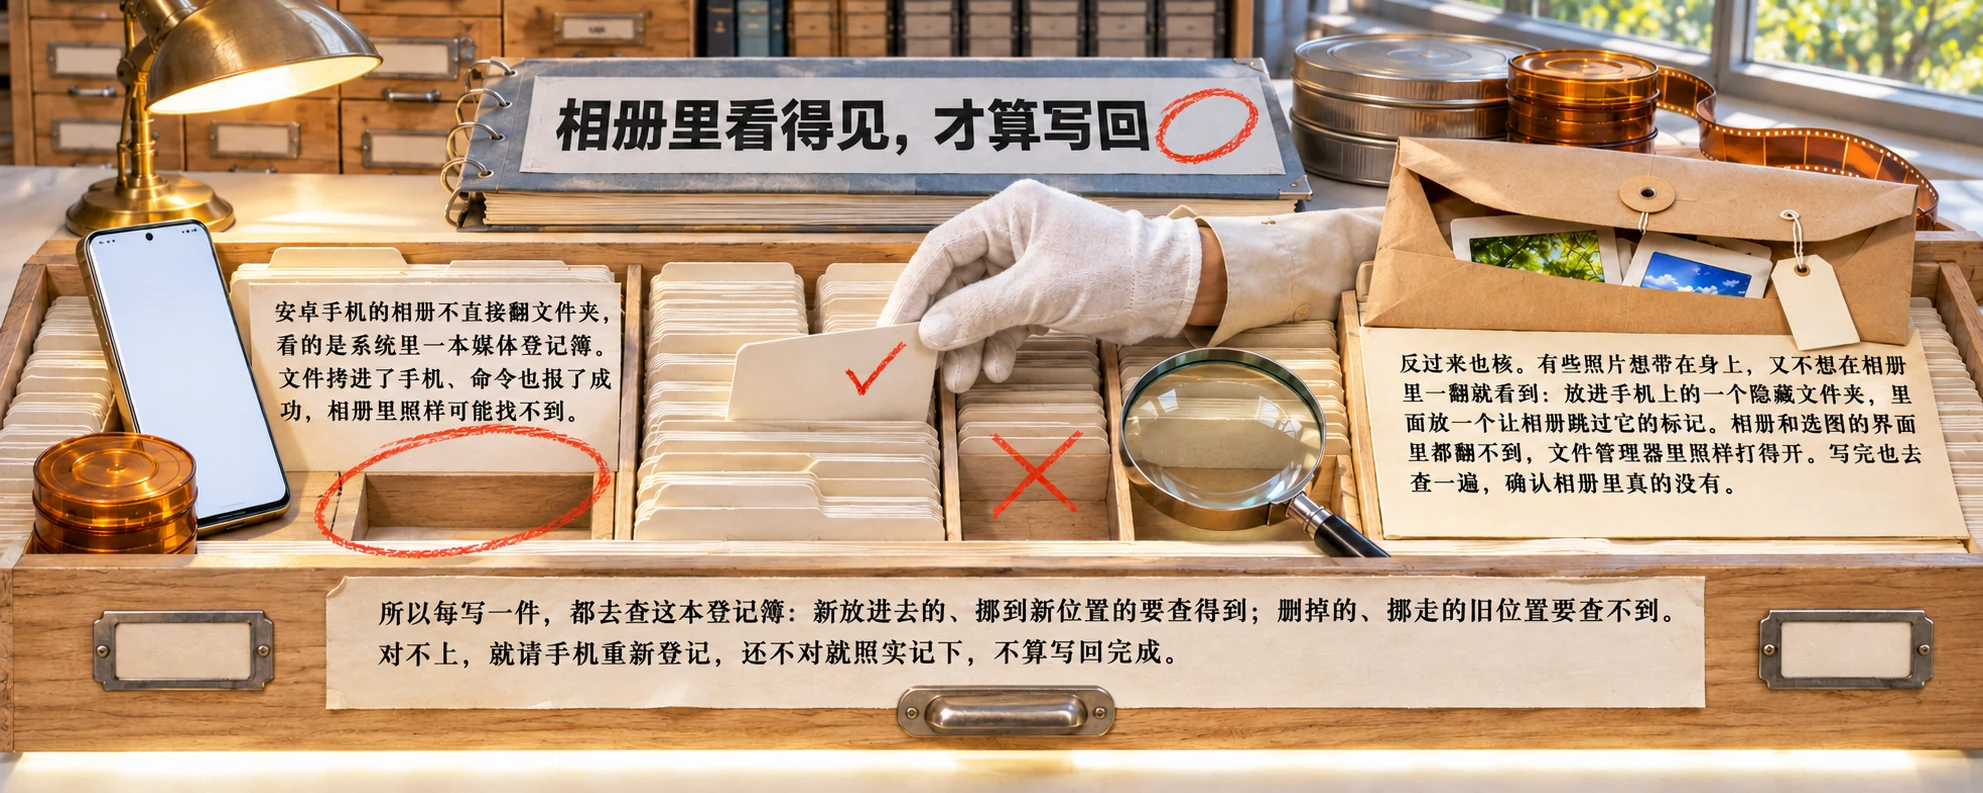 相册里看得见，才算写回
安卓手机的相册不直接翻文件夹，
看的是系统里一本媒体登记簿。
文件拷进了手机、命令也报了成
功，相册里照样可能找不到。
反过来也核。有些照片想带在身上，又不想在相册
里一翻就看到：放进手机上的一个隐藏文件夹，里
面放一个让相册跳过它的标记。相册和选图的界面
里都翻不到，文件管理器里照样打得开。写完也去
查一遍，确认相册里真的没有。
所以每写一件，都去查这本登记簿：新放进去的、挪到新位置的要查得到；删掉的、挪走的旧位置要查不到。
对不上，就请手机重新登记，还不对就照实记下，不算写回完成。